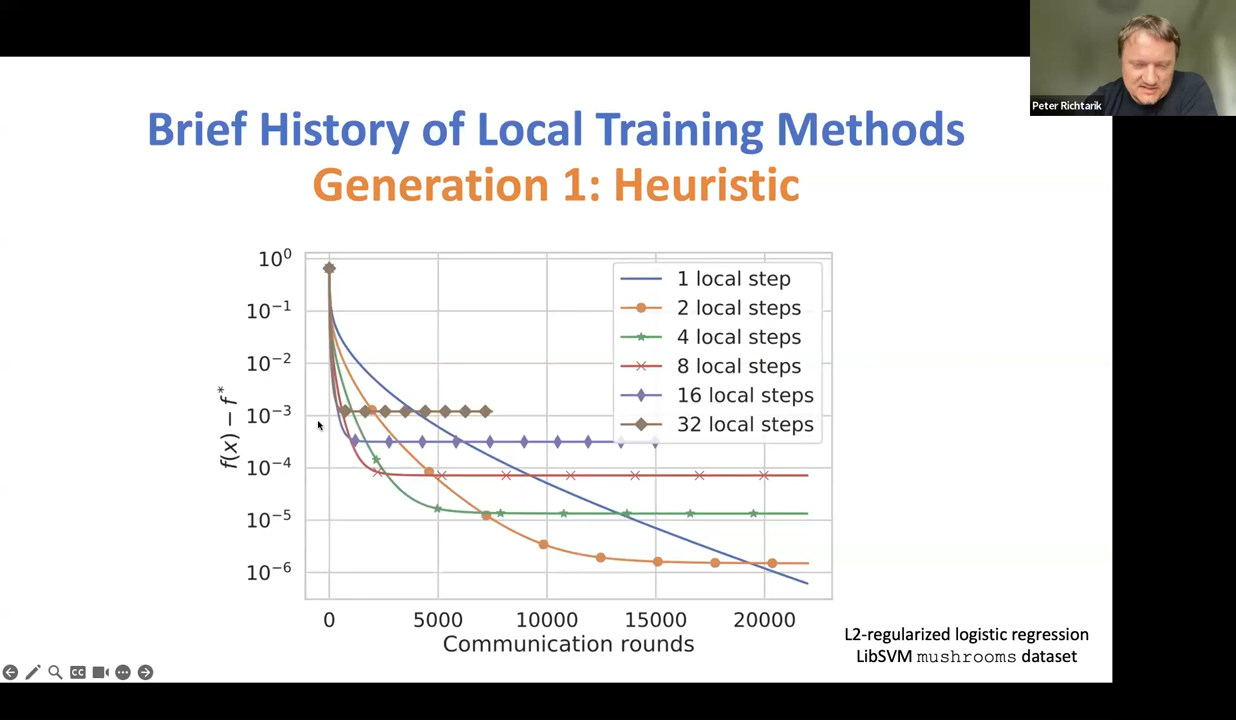 Peter Richtarik
Brief History of Local Training Methods
Generation 1: Heuristic
10⁰
10⁻¹
10⁻²
10⁻³
10⁻⁴
10⁻⁵
10⁻⁶
f(x) − f*
1 local step
2 local steps
4 local steps
8 local steps
16 local steps
32 local steps
0 5000 10000 15000 20000
Communication rounds
L2-regularized logistic regression
LibSVM mushrooms dataset
CC